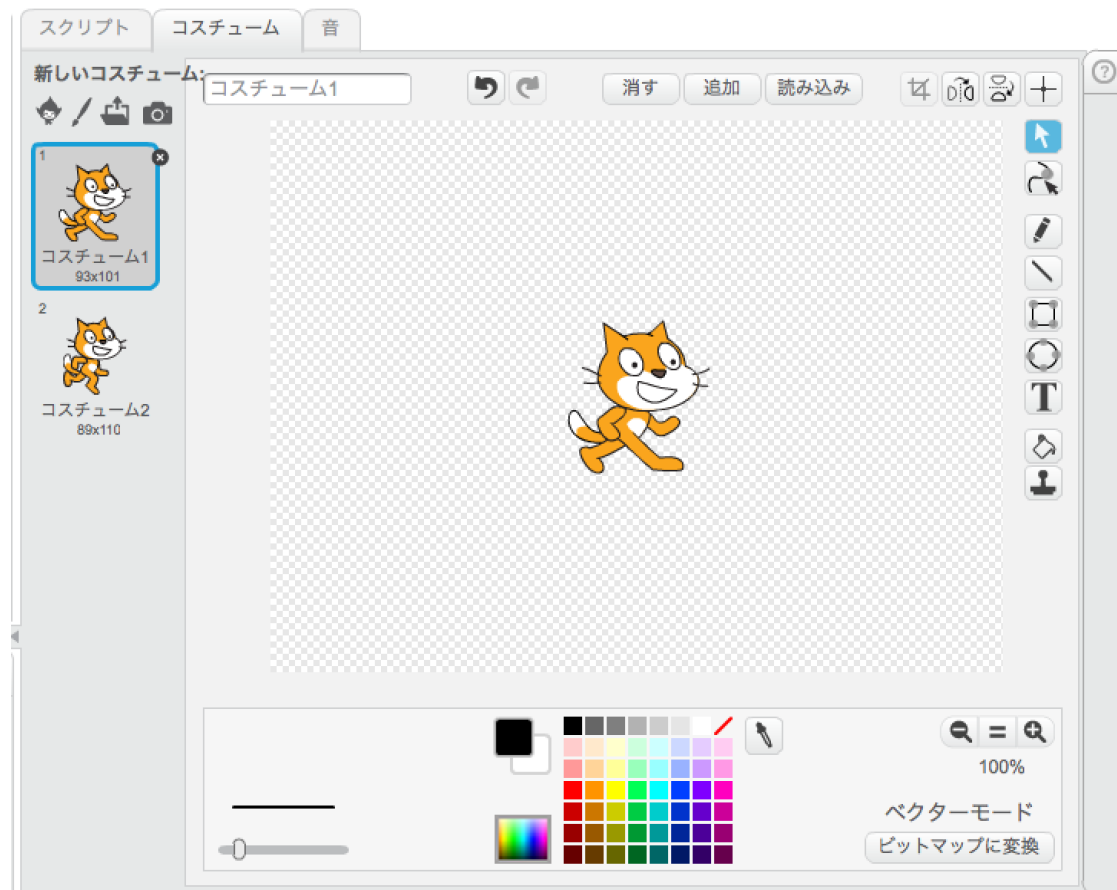 スクリプト
コスチューム
音
新しいコスチューム:
コスチューム1
消す
追加
読み込み
1
コスチューム1
93x101
2
コスチューム2
89x110
T
100%
ベクターモード
ビットマップに変換
?